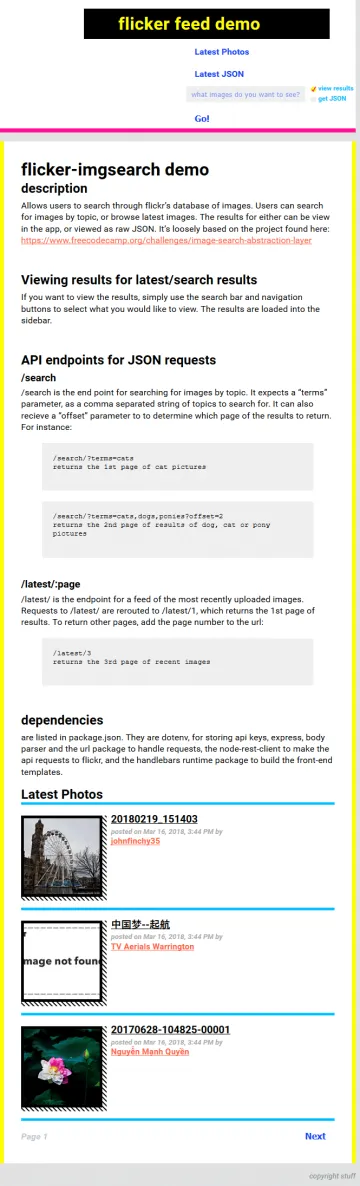 flicker feed demo
Latest Photos
Latest JSON
what images do you want to see?
view results
get JSON
Go!
flicker-imgsearch demo
description
Allows users to search through flickr's database of images. Users can search
for images by topic, or browse latest images. The results for either can be view
in the app, or viewed as raw JSON. It's loosely based on the project found here:
https://www.freecodecamp.org/challenges/image-search-abstraction-layer
Viewing results for latest/search results
If you want to view the results, simply use the search bar and navigation
buttons to select what you would like to view. The results are loaded into the
sidebar.
API endpoints for JSON requests
/search
/search is the end point for searching for images by topic. It expects a "terms"
parameter, as a comma separated string of topics to search for. It can also
recieve a "offset" parameter to to determine which page of the results to return.
For instance:
/search/?terms=cats
returns the 1st page of cat pictures
/search/?terms=cats,dogs,ponies?offset=2
returns the 2nd page of results of dog, cat or pony
pictures
/latest/:page
/latest/ is the endpoint for a feed of the most recently uploaded images.
Requests to /latest/ are rerouted to /latest/1, which returns the 1st page of
results. To return other pages, add the page number to the url:
/latest/3
returns the 3rd page of recent images
dependencies
are listed in package.json. They are dotenv, for storing api keys, express, body
parser and the url package to handle requests, the node-rest-client to make the
api requests to flickr, and the handlebars runtime package to build the front-end
templates.
Latest Photos
20180219_151403
posted on Mar 16, 2018, 3:44 PM by
johnfinchy35
中国梦--起航
posted on Mar 16, 2018, 3:44 PM by
TV Aerials Warrington
mage not foun
20170628-104825-00001
posted on Mar 16, 2018, 3:44 PM by
Nguyễn Mạnh Quyền
Page 1
Next
copyright stuff